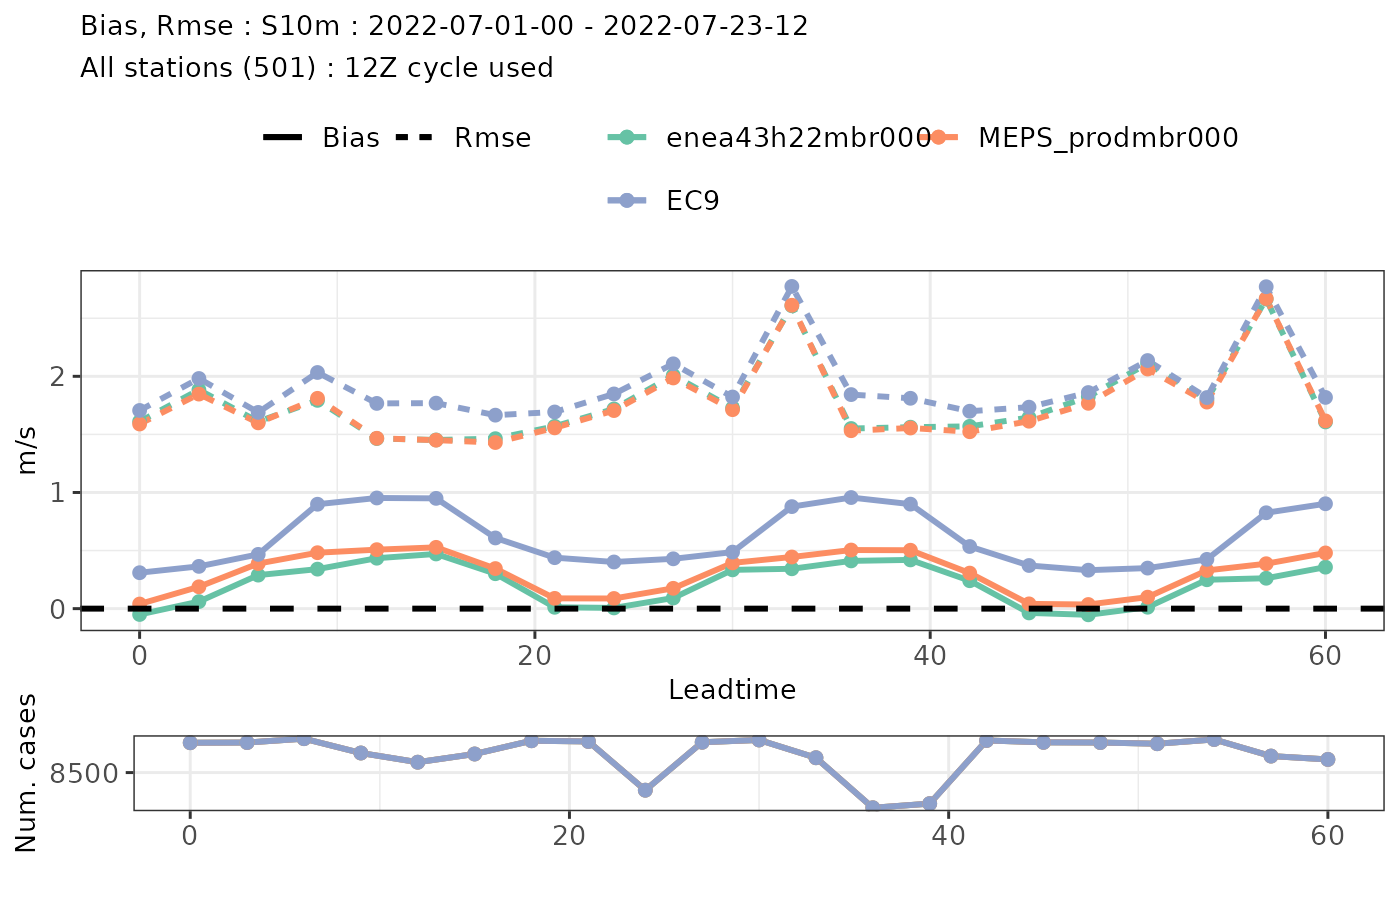 Bias, Rmse : S10m : 2022-07-01-00 - 2022-07-23-12
All stations (501) : 12Z cycle used
Bias Rmse enea43h22mbr000 MEPS_prodmbr000
EC9
m/s
2
1
0
0 20 40 60
Leadtime
Num. cases
8500
0 20 40 60